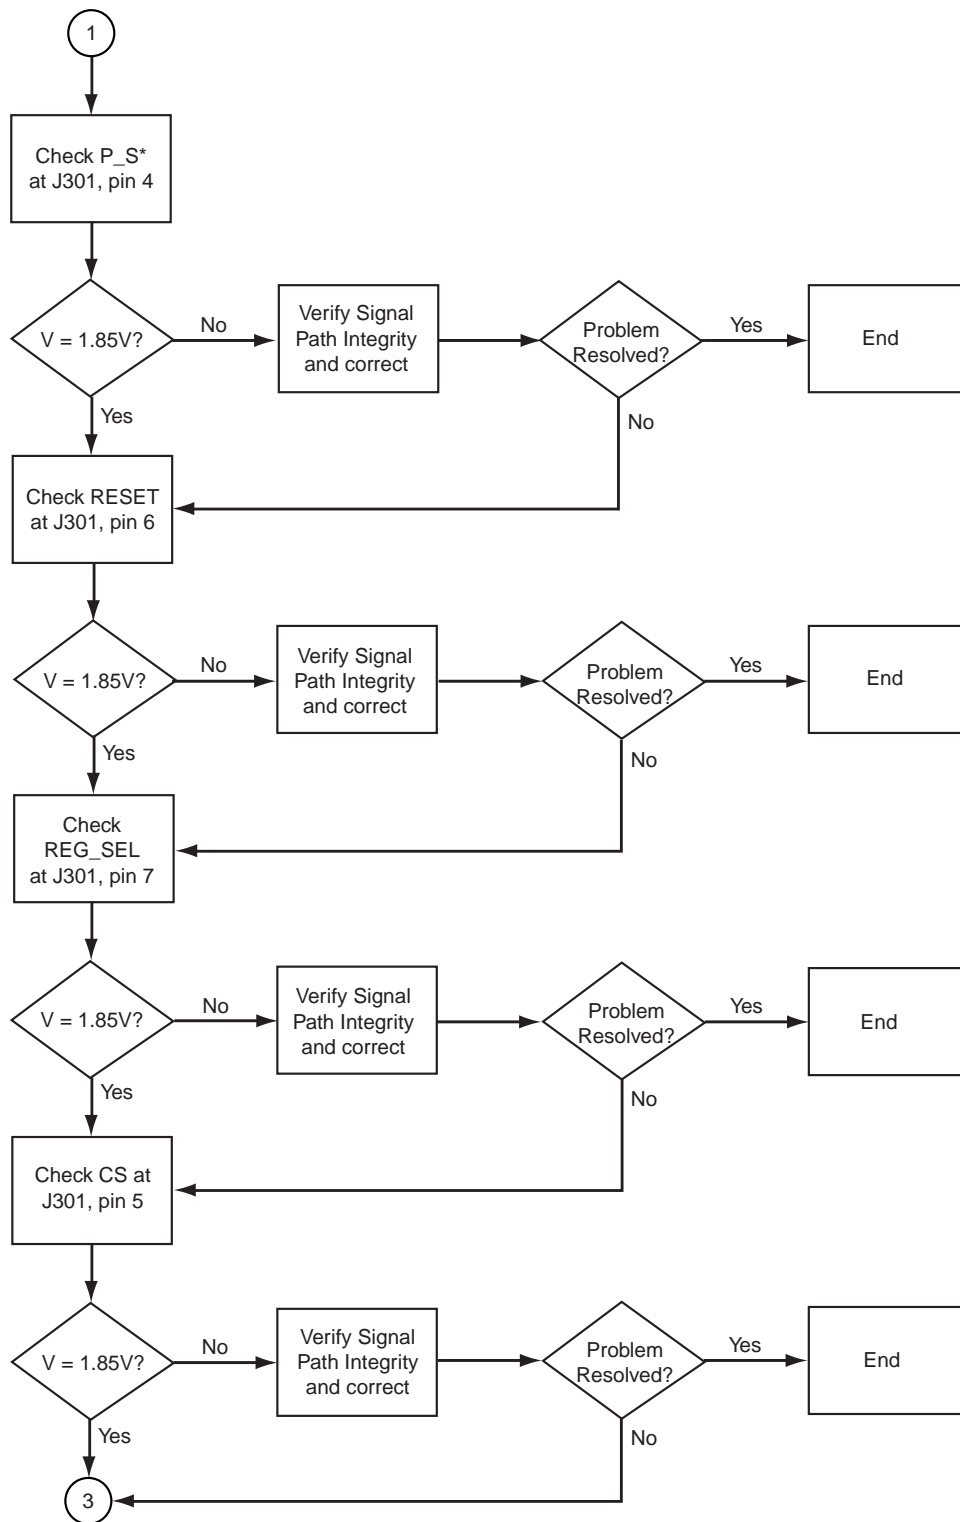 1
Check P_S*
at J301, pin 4
V = 1.85V?
No
Verify Signal
Path Integrity
and correct
Problem
Resolved?
Yes
End
Yes
No
Check RESET
at J301, pin 6
V = 1.85V?
No
Verify Signal
Path Integrity
and correct
Problem
Resolved?
Yes
End
Yes
No
Check
REG_SEL
at J301, pin 7
V = 1.85V?
No
Verify Signal
Path Integrity
and correct
Problem
Resolved?
Yes
End
Yes
No
Check CS at
J301, pin 5
V = 1.85V?
No
Verify Signal
Path Integrity
and correct
Problem
Resolved?
Yes
End
Yes
No
3